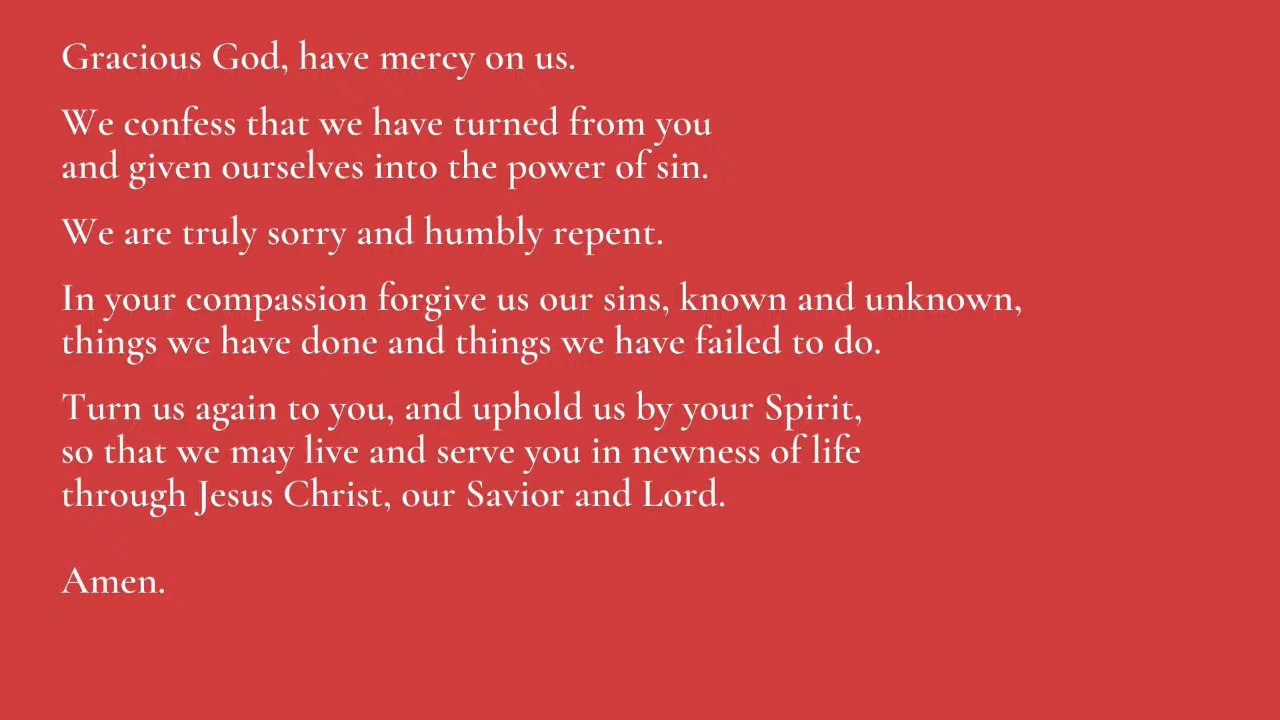 Gracious God, have mercy on us.
We confess that we have turned from you
and given ourselves into the power of sin.
We are truly sorry and humbly repent.
In your compassion forgive us our sins, known and unknown,
things we have done and things we have failed to do.
Turn us again to you, and uphold us by your Spirit,
so that we may live and serve you in newness of life
through Jesus Christ, our Savior and Lord.
Amen.